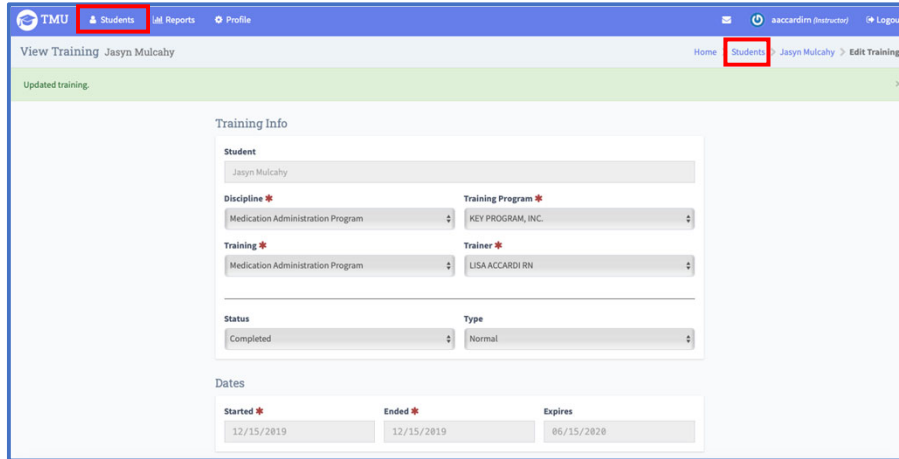 TMU Students Reports Profile aaccardirn (Instructor) Logou
View Training Jasyn Mulcahy Home Students > Jasyn Mulcahy > Edit Training
Updated training.
Training Info
Student
Jasyn Mulcahy
Discipline * Training Program *
Medication Administration Program KEY PROGRAM, INC.
Training * Trainer *
Medication Administration Program LISA ACCARDI RN
Status Type
Completed Normal
Dates
Started * Ended * Expires
12/15/2019 12/15/2019 06/15/2020